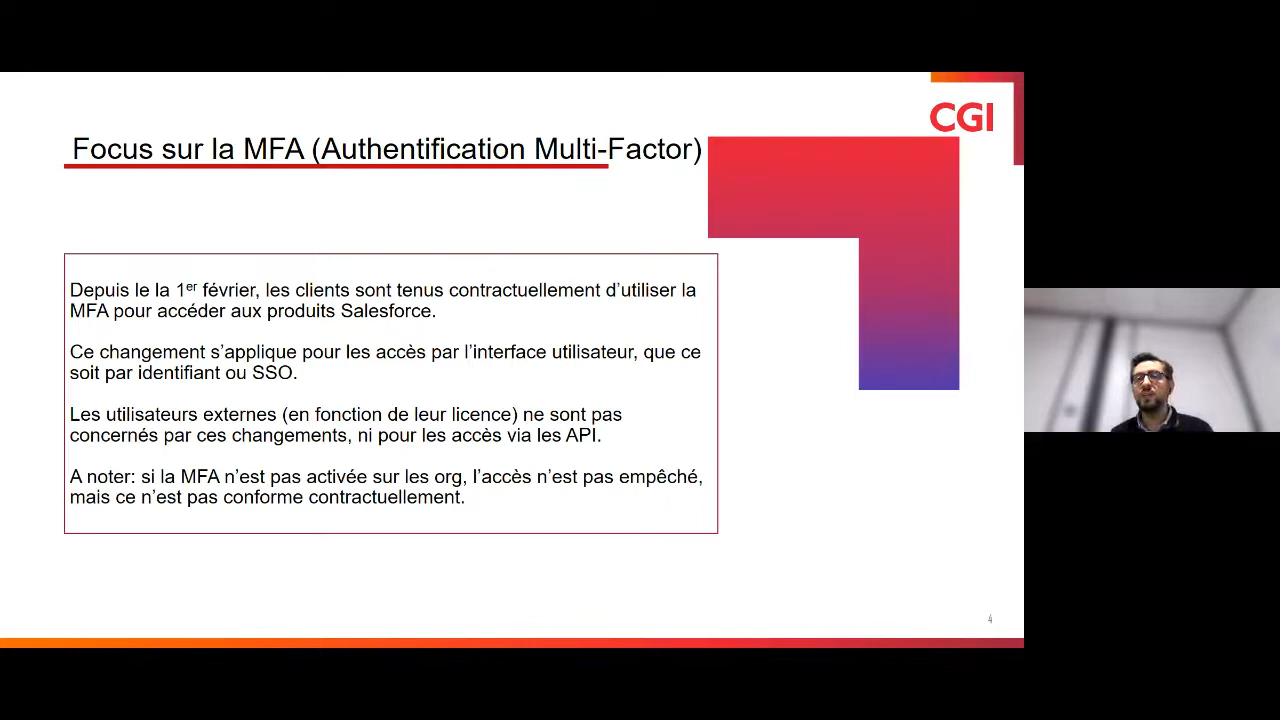 CGI
Focus sur la MFA (Authentification Multi-Factor)
Depuis le la 1er février, les clients sont tenus contractuellement d’utiliser la
MFA pour accéder aux produits Salesforce.
Ce changement s’applique pour les accès par l’interface utilisateur, que ce
soit par identifiant ou SSO.
Les utilisateurs externes (en fonction de leur licence) ne sont pas
concernés par ces changements, ni pour les accès via les API.
A noter: si la MFA n’est pas activée sur les org, l’accès n’est pas empêché,
mais ce n’est pas conforme contractuellement.
4